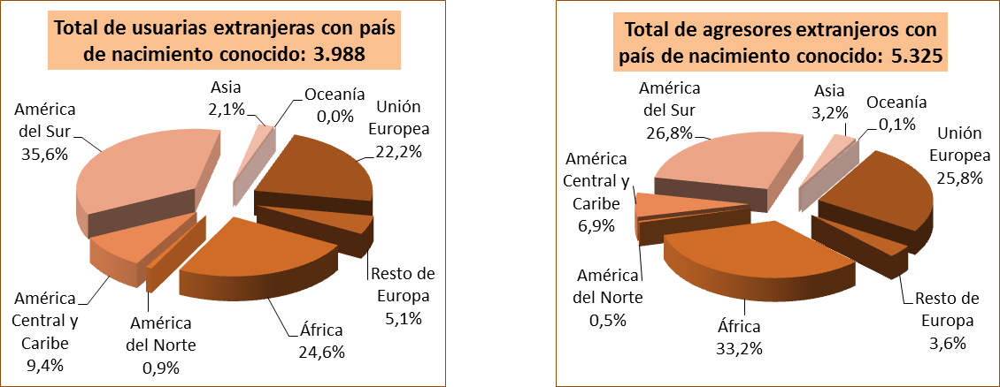 Total de usuarias extranjeras con país
de nacimiento conocido: 3.988
Asia
2,1%
Oceanía
0,0%
Unión
Europea
22,2%
Resto de
Europa
5,1%
África
24,6%
América
del Norte
0,9%
América
Central y
Caribe
9,4%
América
del Sur
35,6%
Total de agresores extranjeros con
país de nacimiento conocido: 5.325
Asia
3,2%
Oceanía
0,1%
Unión
Europea
25,8%
Resto de
Europa
3,6%
África
33,2%
América
del Norte
0,5%
América
Central y
Caribe
6,9%
América
del Sur
26,8%